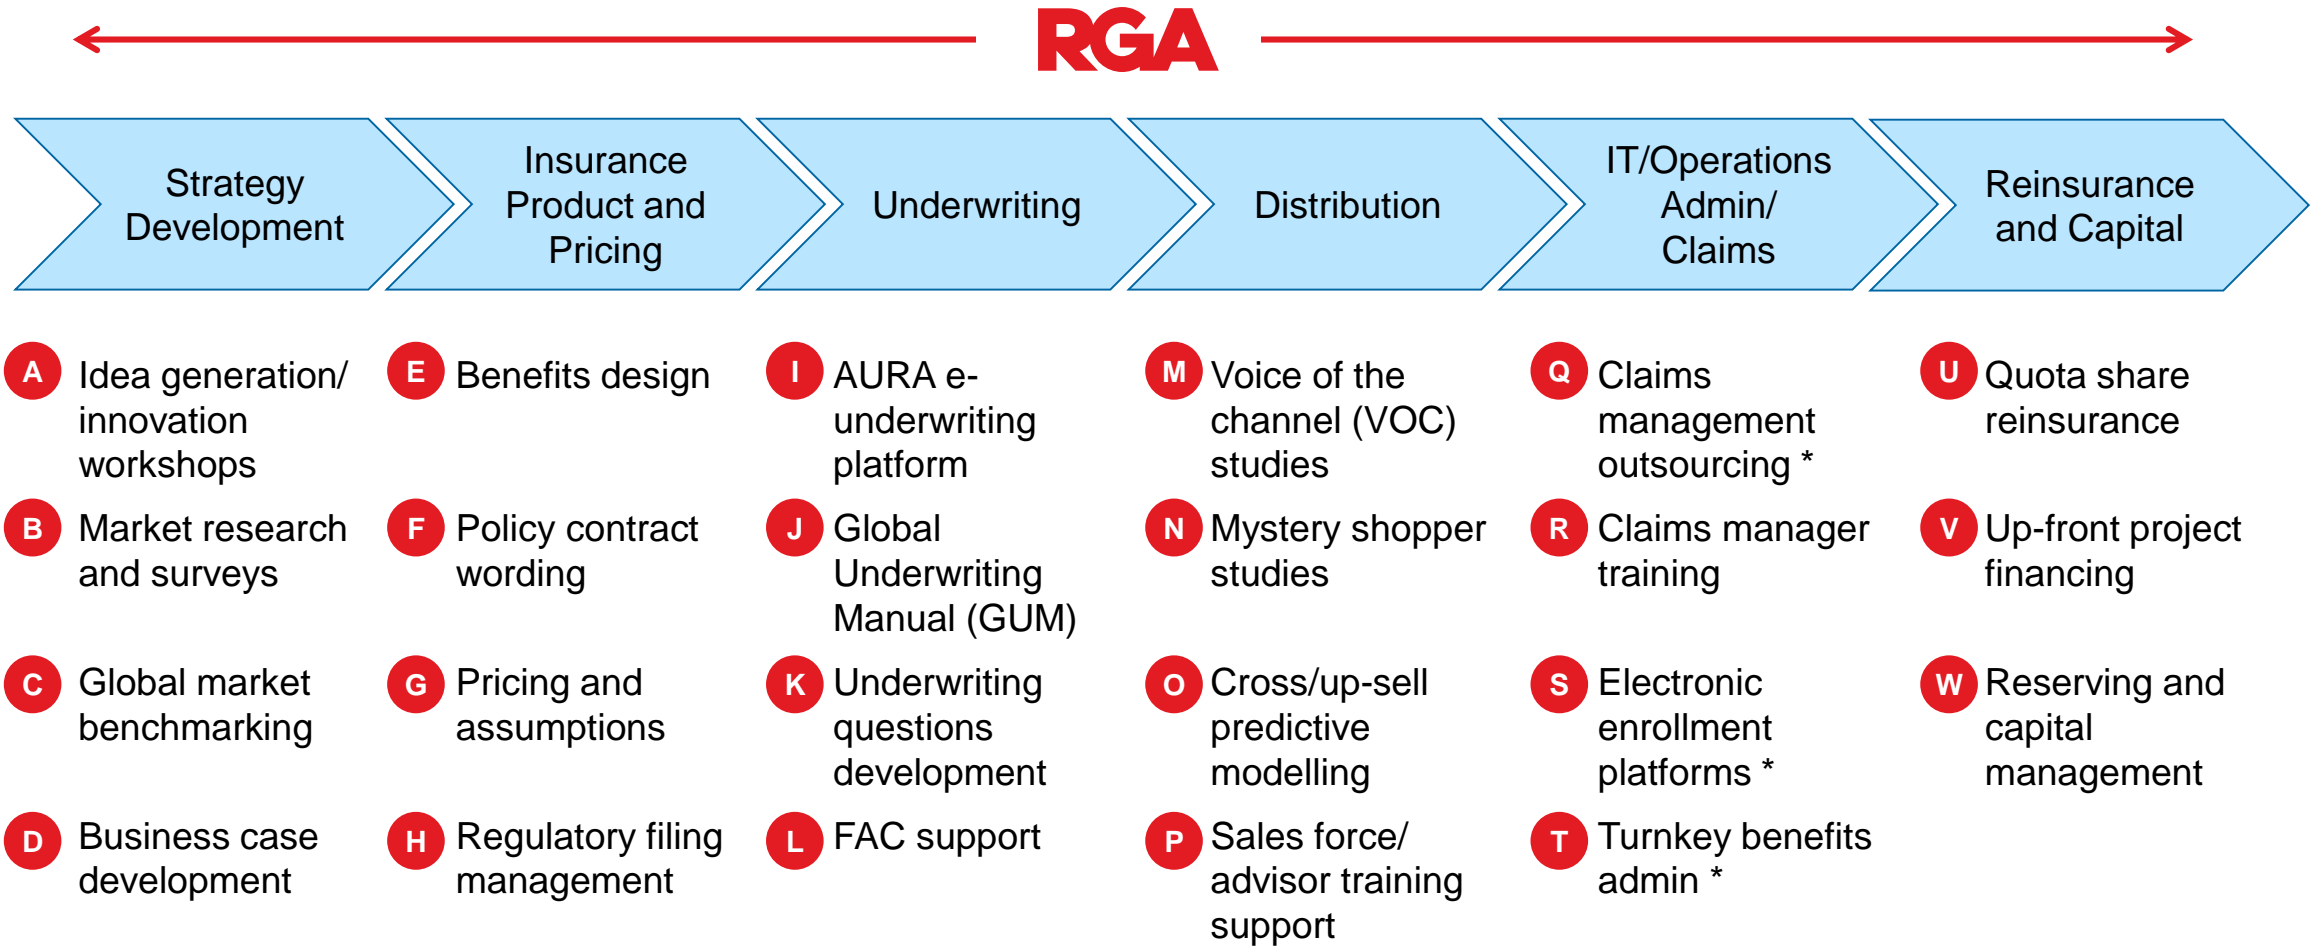 RGA
Strategy
Development
Insurance
Product and
Pricing
Underwriting
Distribution
IT/Operations
Admin/
Claims
Reinsurance
and Capital
A Idea generation/
innovation
workshops
B Market research
and surveys
C Global market
benchmarking
D Business case
development
E Benefits design
F Policy contract
wording
G Pricing and
assumptions
H Regulatory filing
management
I AURA e-
underwriting
platform
J Global
Underwriting
Manual (GUM)
K Underwriting
questions
development
L FAC support
M Voice of the
channel (VOC)
studies
N Mystery shopper
studies
O Cross/up-sell
predictive
modelling
P Sales force/
advisor training
support
Q Claims
management
outsourcing *
R Claims manager
training
S Electronic
enrollment
platforms *
T Turnkey benefits
admin *
U Quota share
reinsurance
V Up-front project
financing
W Reserving and
capital
management